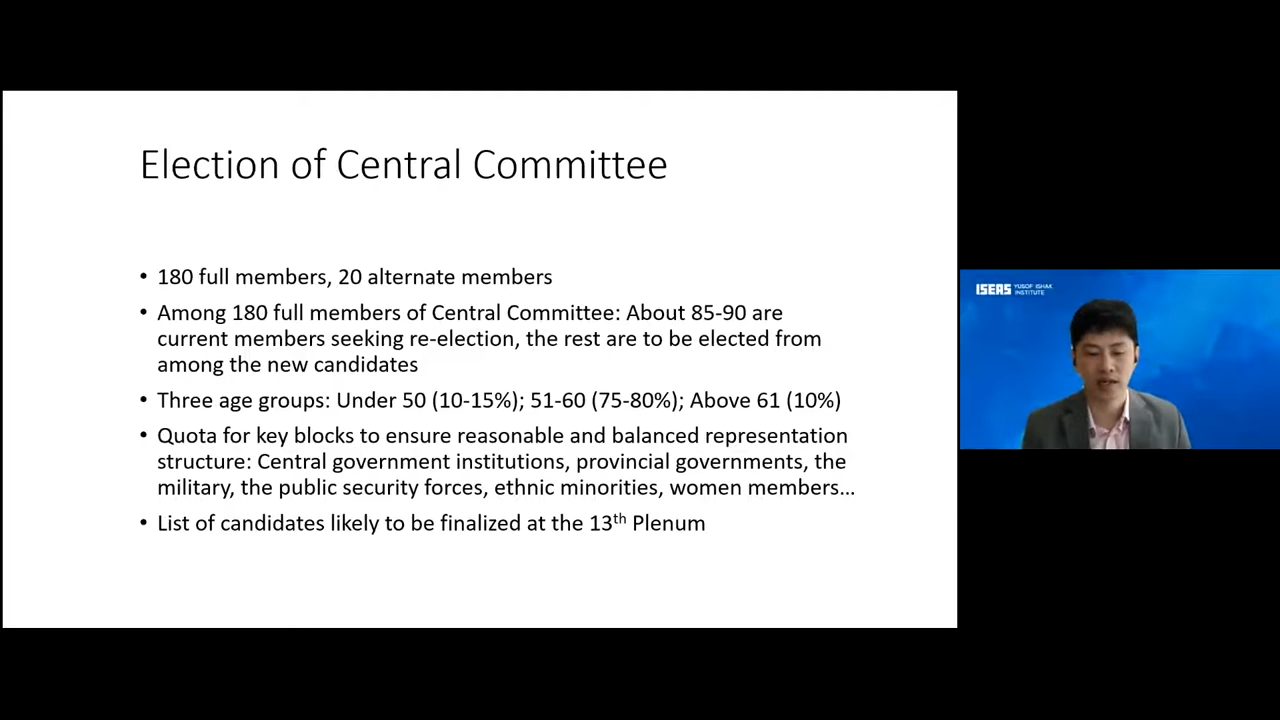 Election of Central Committee
• 180 full members, 20 alternate members
• Among 180 full members of Central Committee: About 85-90 are
current members seeking re-election, the rest are to be elected from
among the new candidates
• Three age groups: Under 50 (10-15%); 51-60 (75-80%); Above 61 (10%)
• Quota for key blocks to ensure reasonable and balanced representation
structure: Central government institutions, provincial governments, the
military, the public security forces, ethnic minorities, women members…
• List of candidates likely to be finalized at the 13th Plenum
ISEAS YUSOF ISHAK
INSTITUTE